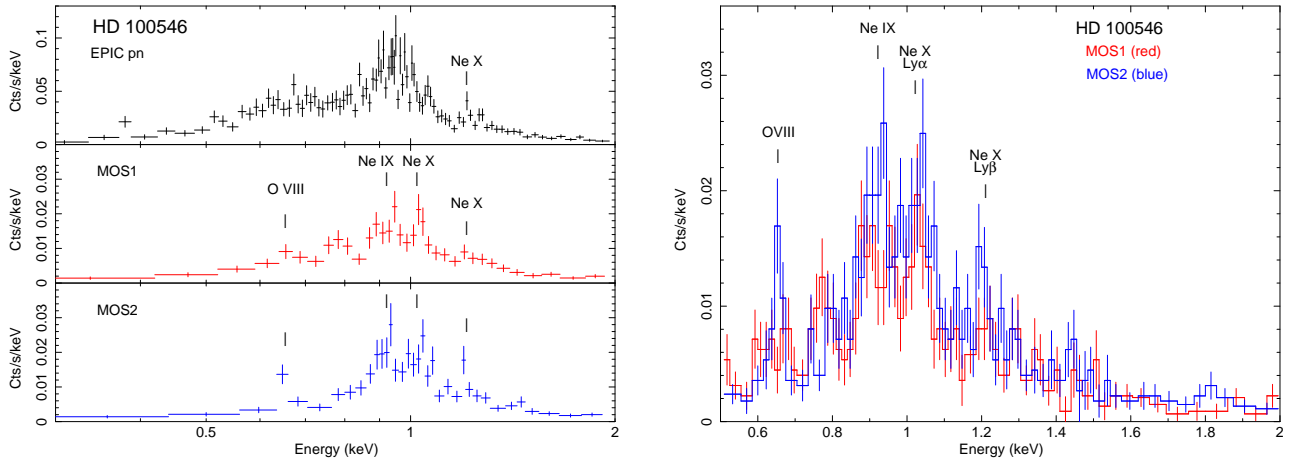 HD 100546
EPIC pn
Ne X
Cts/s/keV
0.05
0.1
MOS1
O VIII
Ne IX
Ne X
Ne X
Cts/s/keV
0
0.01
0.02
0.03
MOS2
Cts/s/keV
0
0.01
0.02
0.03
0.5
1
2
Energy (keV)
HD 100546
MOS1 (red)
MOS2 (blue)
Ne IX
Ne X
Lyα
OVIII
Ne X
Lyβ
Cts/s/keV
0
0.01
0.02
0.03
0.6
0.8
1
1.2
1.4
1.6
1.8
2
Energy (keV)